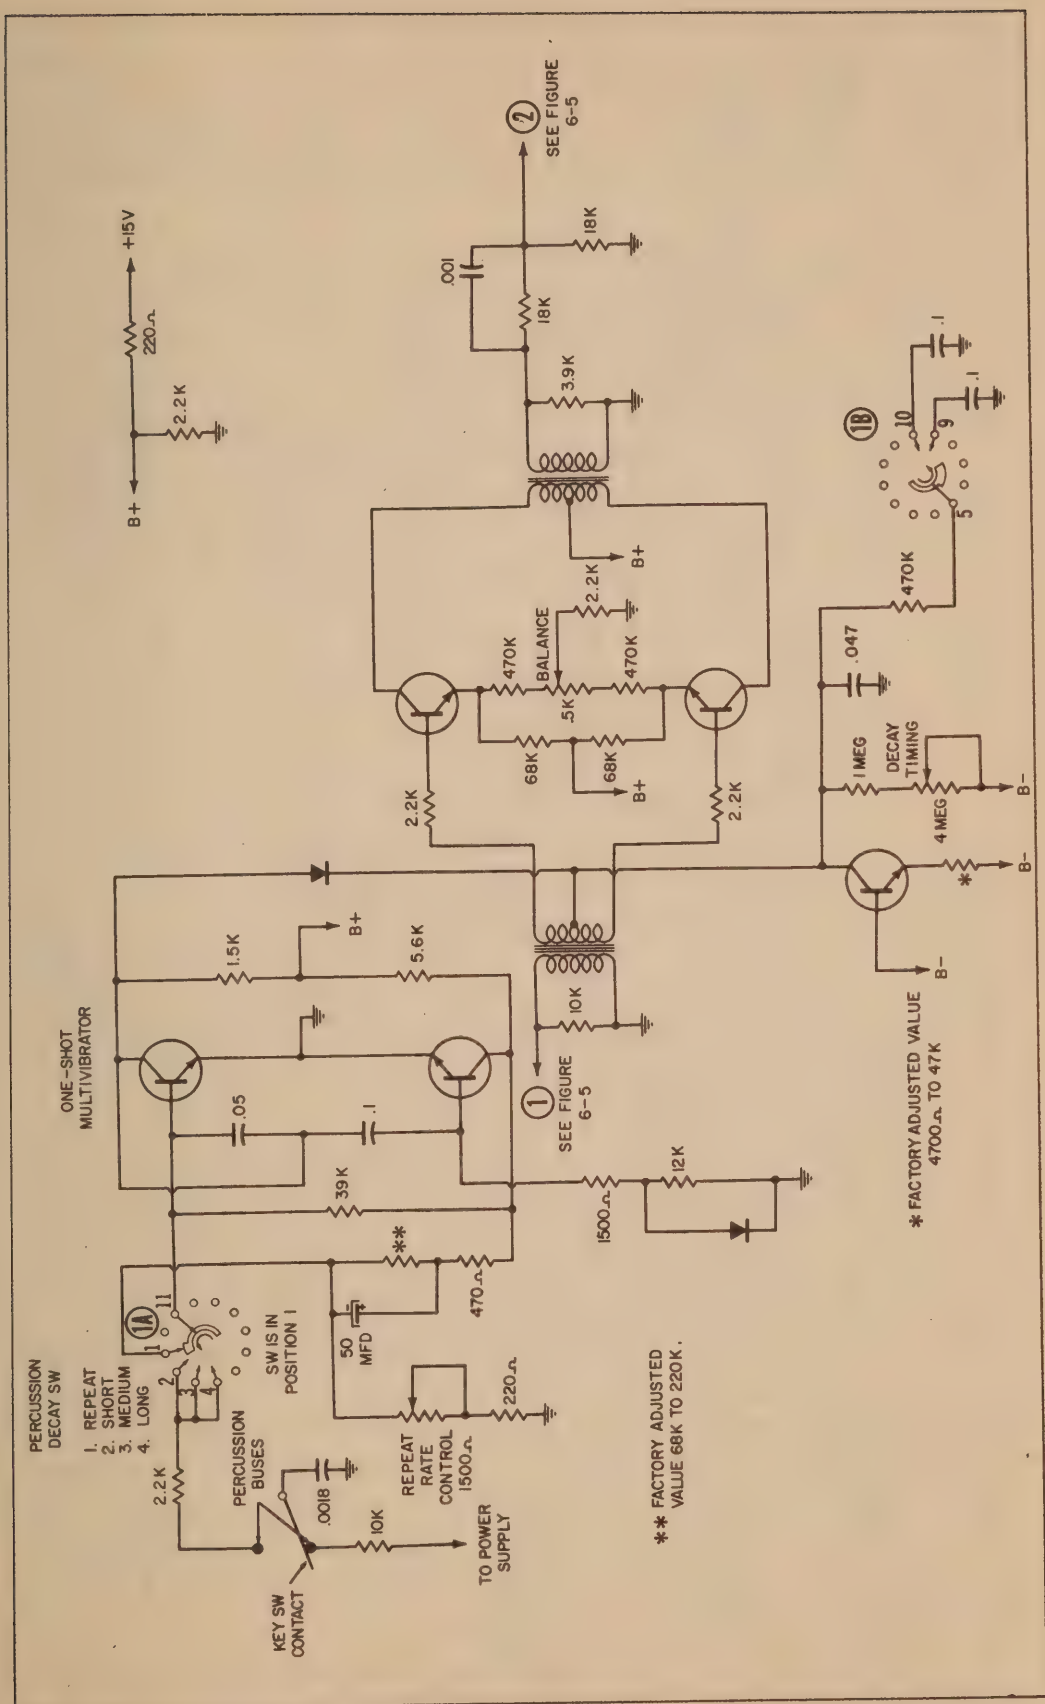 PERCUSSION
DECAY SW
1. REPEAT
2. SHORT
3. MEDIUM
4. LONG
2.2K
PERCUSSION
BUSES
KEY SW
CONTACT
.0018
10K
TO POWER
SUPPLY
1A
1
2
3
4
11
SW IS IN
POSITION 1
50
MFD
-
+
**
470Ω
REPEAT
RATE
CONTROL
1500Ω
220Ω
** FACTORY ADJUSTED
VALUE 68K TO 220K.
ONE-SHOT
MULTIVIBRATOR
.05
.1
39K
1.5K
B+
5.6K
1500Ω
12K
1
SEE FIGURE
6-5
10K
2.2K
2.2K
68K
68K
B+
470K
BALANCE
.5K
470K
2.2K
B+
3.9K
.001
18K
18K
2
SEE FIGURE
6-5
B+
2.2K
220Ω
+15V
B-
*
B-
1 MEG
DECAY
TIMING
4 MEG
B-
.047
470K
1B
5
10
9
.1
.1
* FACTORY ADJUSTED VALUE
4700Ω TO 47K